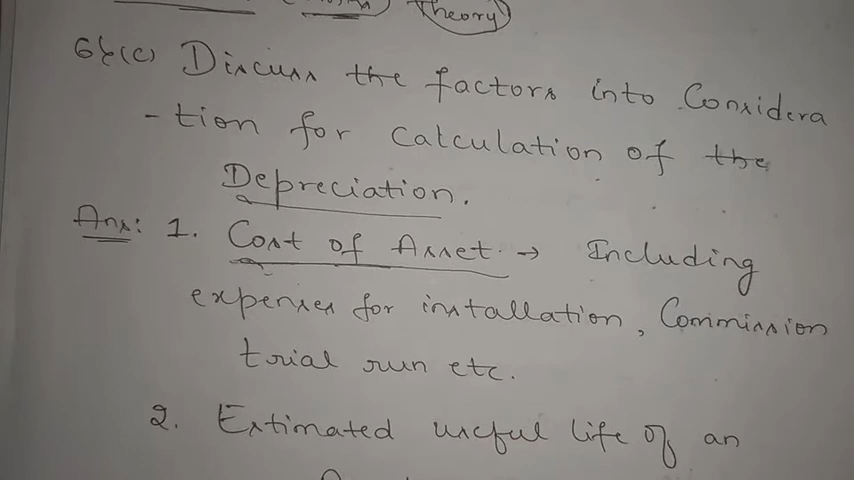 Theory
6&(c) Discuss the factors into Considera
-tion for calculation of the
Depreciation.
Ans: 1. Cost of Asset → Including
expenses for installation, Commission
trial run etc.
2. Estimated useful life of an